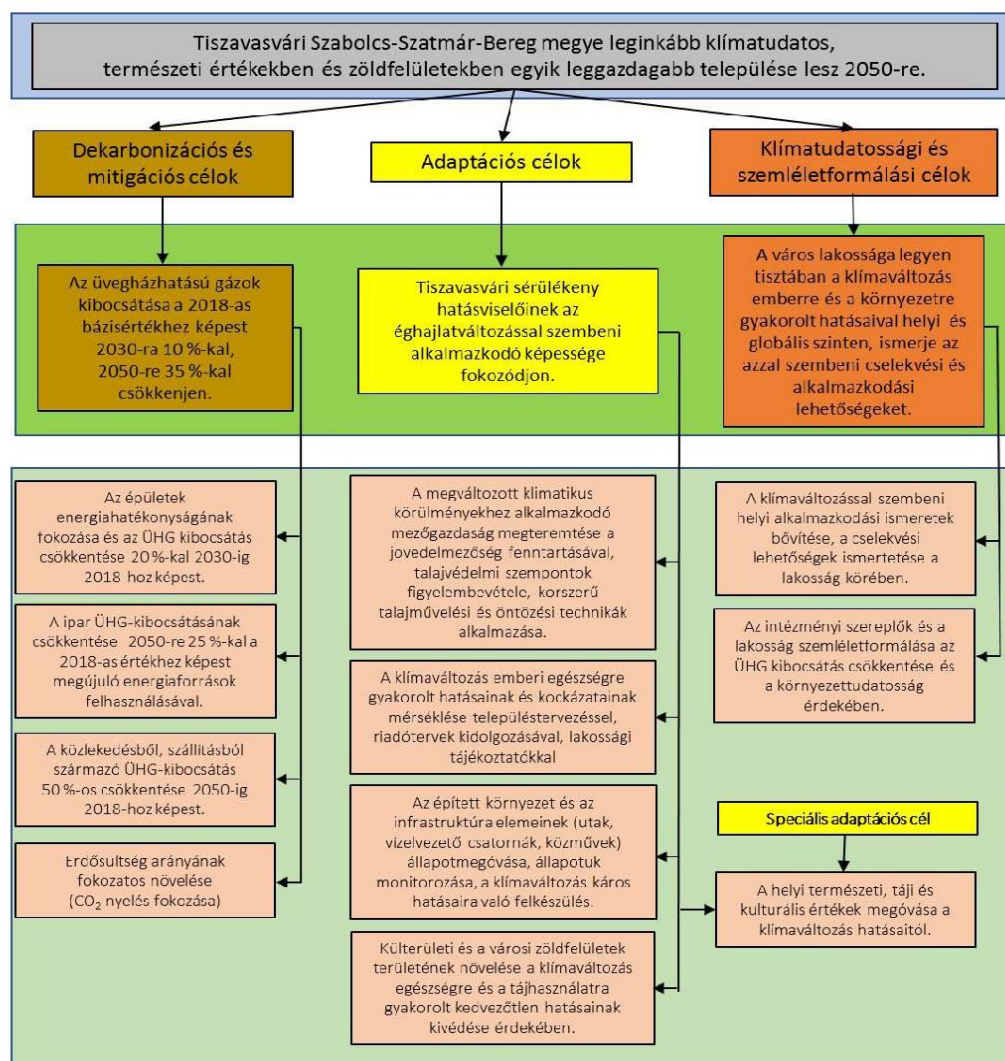 Tiszavasvári Szabolcs-Szatmár-Bereg megye leginkább klímatudatos,
természeti értékekben és zöldfelületekben egyik leggazdagabb települése lesz 2050-re.
Dekarbonizációs és
mitigációs célok
Adaptációs célok
Klímatudatossági és
szemléletformálási célok
Az üvegházhatású gázok
kibocsátása a 2018-as
bázisértékhez képest
2030-ra 10 %-kal,
2050-re 35 %-kal
csökkenjen.
Tiszavasvári sérülékeny
hatásviselőinek az
éghajlatváltozással szembeni
alkalmazkodó képessége
fokozódjon.
A város lakossága legyen
tisztában a klímaváltozás
emberre és a környezetre
gyakorolt hatásaival helyi és
globális szinten, ismerje az
azzal szembeni cselekvési és
alkalmazkodási
lehetőségeket.
Az épületek
energiahatékonyságának
fokozása és az ÜHG kibocsátás
csökkentése 20 %-kal 2030-ig
2018 hoz képest.
A ipar ÜHG-kibocsátásának
csökkentése 2050-re 25 %-kal a
2018-as értékhez képest
megújuló energiaforrások
felhasználásával.
A közlekedésből, szállításból
származó ÜHG-kibocsátás
50 %-os csökkentése 2050-ig
2018-hoz képest.
Erdősültség arányának
fokozatos növelése
(CO₂ nyelés fokozása)
A megváltozott klimatikus
körülményekhez alkalmazkodó
mezőgazdaság megteremtése a
jovedelmezőség fenntartásával,
talajvédelmi szempontok
figyelembevétele, korszerű
talajművelési és öntözési technikák
alkalmazása.
A klímaváltozás emberi egészségre
gyakorolt hatásainak és kockázatainak
mérséklése településtervezéssel,
riadótervek kidolgozásával, lakossági
tájékoztatókkal
Az épített környezet és az
infrastruktúra elemeinek (utak,
vízelvezető csatornák, közművek)
állapotmegóvása, állapotuk
monitorozása, a klímaváltozás káros
hatásaira való felkészülés.
Külterületi és a városi zöldfelületek
területének növelése a klímaváltozás
egészségre és a tájhasználatra
gyakorolt kedvezőtlen hatásainak
kivédése érdekében.
A klímaváltozással szembeni
helyi alkalmazkodási ismeretek
bővítése, a cselekvési
lehetőségek ismertetése a
lakosság körében.
Az intézményi szereplők és a
lakosság szemléletformálása az
ÜHG kibocsátás csökkentése és
a környezettudatosság
érdekében.
Speciális adaptációs cél
A helyi természeti, táji és
kulturális értékek megóvása a
klímaváltozás hatásaitól.